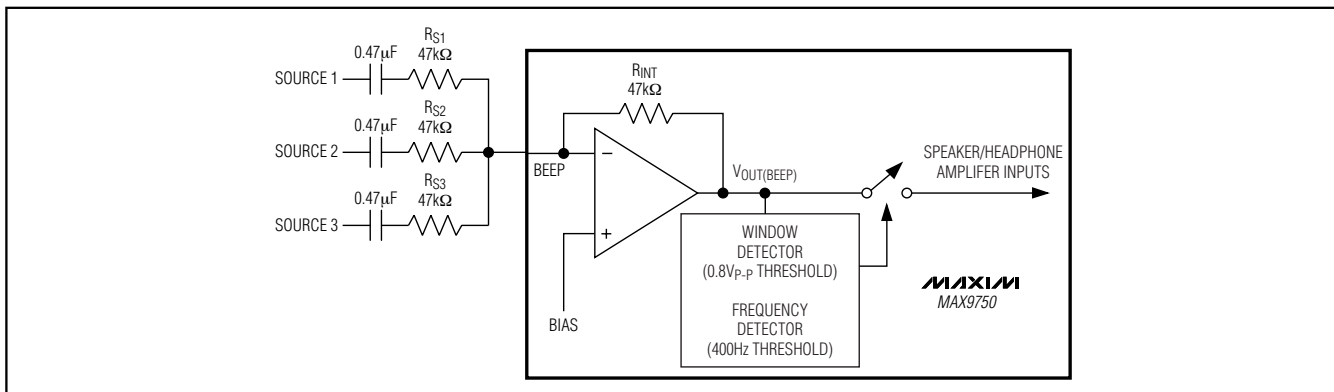 RS1
47kΩ
0.47µF
SOURCE 1
RS2
47kΩ
0.47µF
SOURCE 2
RS3
47kΩ
0.47µF
SOURCE 3
RINT
47kΩ
BEEP
−
+
BIAS
VOUT(BEEP)
WINDOW
DETECTOR
(0.8VP-P THRESHOLD)
FREQUENCY
DETECTOR
(400Hz THRESHOLD)
SPEAKER/HEADPHONE
AMPLIFER INPUTS
MAXIM
MAX9750